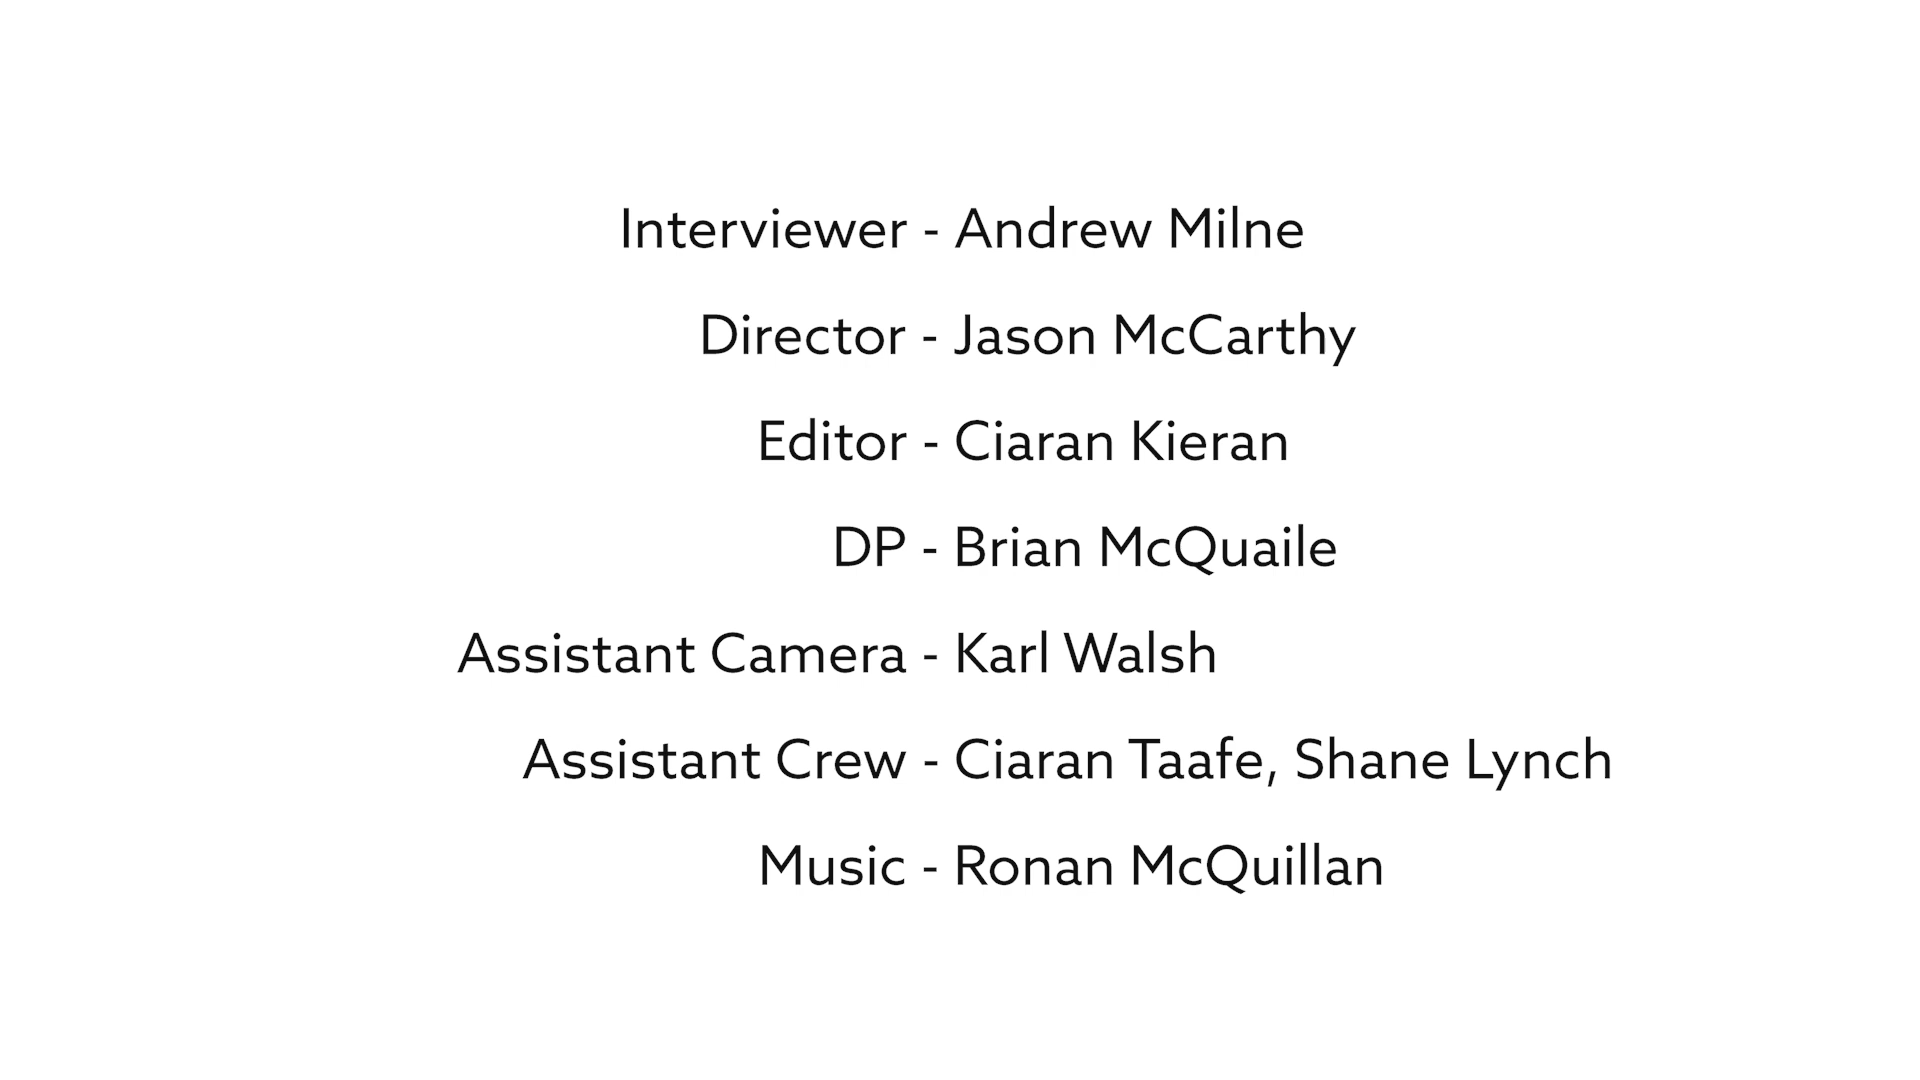 Interviewer - Andrew Milne
Director - Jason McCarthy
Editor - Ciaran Kieran
DP - Brian McQuaile
Assistant Camera - Karl Walsh
Assistant Crew - Ciaran Taafe, Shane Lynch
Music - Ronan McQuillan